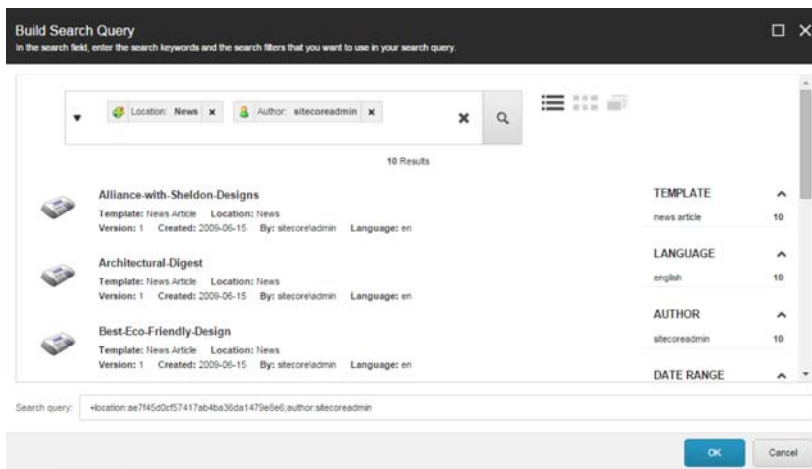 Build Search Query
In the search field, enter the search keywords and the search filters that you want to use in your search query.
Location: News x Author: sitecoreadmin x
10 Results
Alliance-with-Sheldon-Designs
Template: News Article Location: News
Version: 1 Created: 2009-06-15 By: sitecore\admin Language: en
Architectural-Digest
Template: News Article Location: News
Version: 1 Created: 2009-06-15 By: sitecore\admin Language: en
Best-Eco-Friendly-Design
Template: News Article Location: News
Version: 1 Created: 2009-06-15 By: sitecore\admin Language: en
TEMPLATE
news article 10
LANGUAGE
english 10
AUTHOR
sitecoreadmin 10
DATE RANGE
Search query: +location:ae7f45d0cf57417ab4ba36da1479e8e6;author:sitecoreadmin
OK Cancel